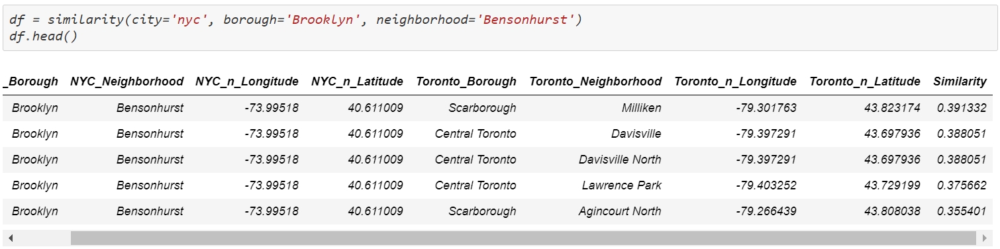 df = similarity(city='nyc', borough='Brooklyn', neighborhood='Bensonhurst')
df.head()
_Borough NYC_Neighborhood NYC_n_Longitude NYC_n_Latitude Toronto_Borough Toronto_Neighborhood Toronto_n_Longitude Toronto_n_Latitude Similarity
Brooklyn Bensonhurst -73.99518 40.611009 Scarborough Milliken -79.301763 43.823174 0.391332
Brooklyn Bensonhurst -73.99518 40.611009 Central Toronto Davisville -79.397291 43.697936 0.388051
Brooklyn Bensonhurst -73.99518 40.611009 Central Toronto Davisville North -79.397291 43.697936 0.388051
Brooklyn Bensonhurst -73.99518 40.611009 Central Toronto Lawrence Park -79.403252 43.729199 0.375662
Brooklyn Bensonhurst -73.99518 40.611009 Scarborough Agincourt North -79.266439 43.808038 0.355401